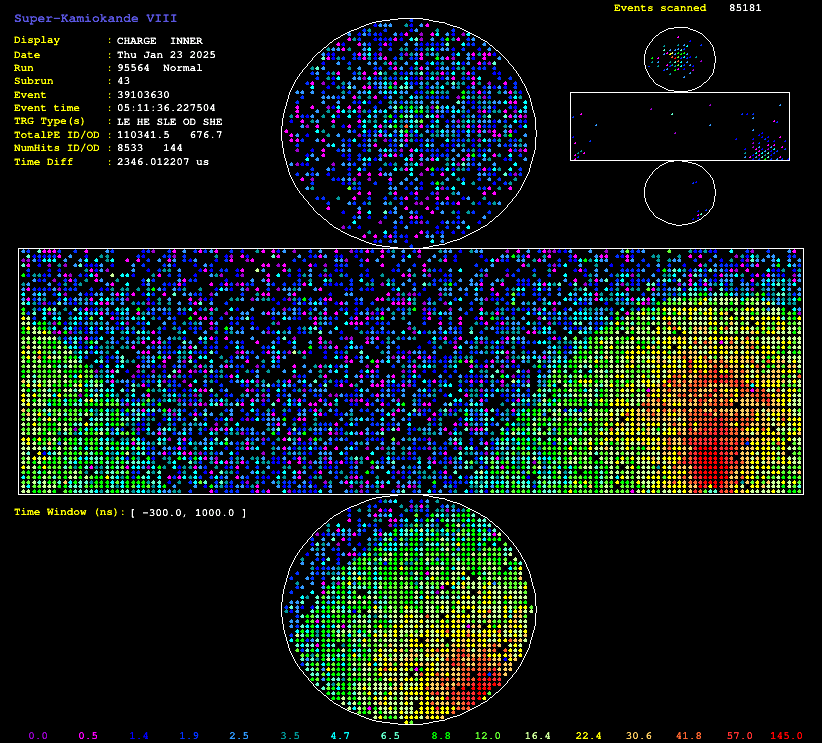 Super-Kamiokande VIII
Events scanned 85181
Display : CHARGE INNER
Date : Thu Jan 23 2025
Run : 95564 Normal
Subrun : 43
Event : 39103630
Event time : 05:11:36.227504
TRG Type(s) : LE HE SLE OD SHE
TotalPE ID/OD : 110341.5 676.7
NumHits ID/OD : 8533 144
Time Diff : 2346.012207 us
Time Window (ns): [ -300.0, 1000.0 ]
0.0 0.5 1.4 1.9 2.5 3.5 4.7 6.5 8.8 12.0 16.4 22.4 30.6 41.8 57.0 145.0